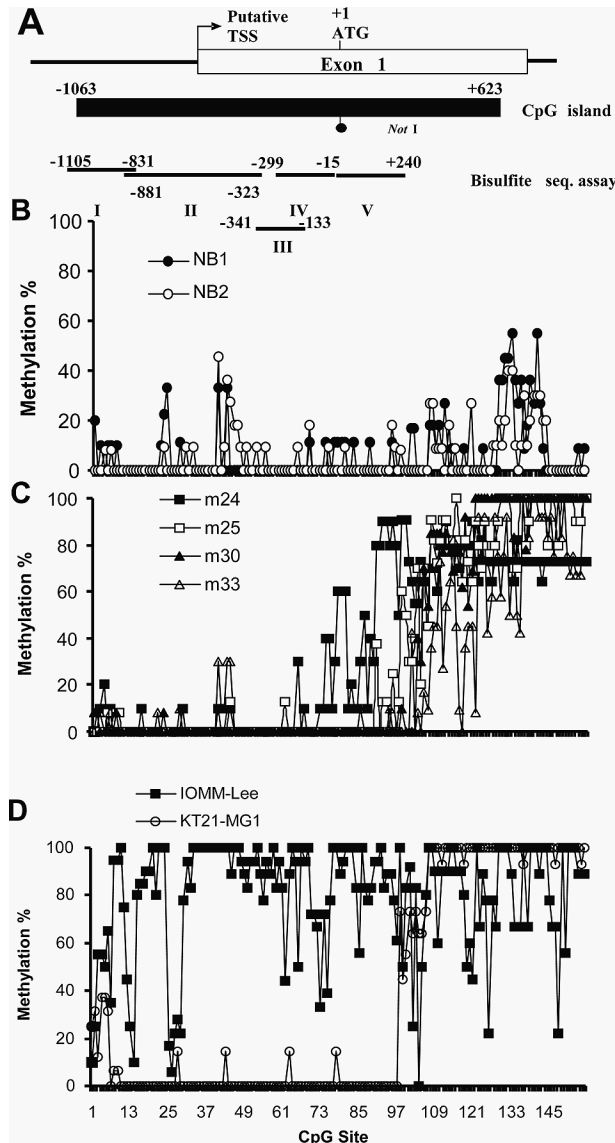 A
Putative
TSS
+1
ATG
Exon 1
-1063
+623
CpG island
Not I
-1105
-831
-299
-15
+240
Bisulfite seq. assay
-881
-323
I
II
IV
V
-341
-133
III
B
100
80
60
40
20
0
Methylation %
NB1
NB2
C
100
80
60
40
20
0
Methylation %
m24
m25
m30
m33
D
IOMM-Lee
KT21-MG1
100
80
60
40
20
0
Methylation %
1 13 25 37 49 61 73 85 97 109 121 133 145
CpG Site